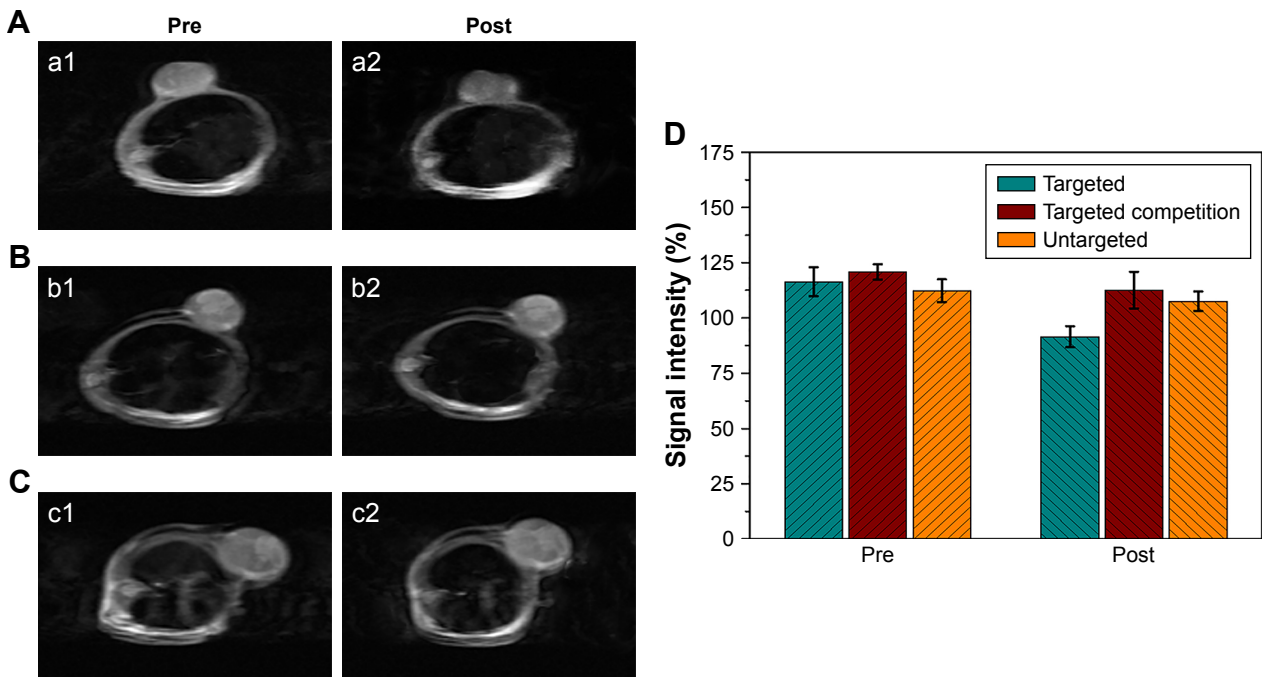 A
Pre
Post
a1
a2
B
b1
b2
C
c1
c2
D
Signal intensity (%)
175
150
125
100
75
50
25
0
Targeted
Targeted competition
Untargeted
Pre
Post